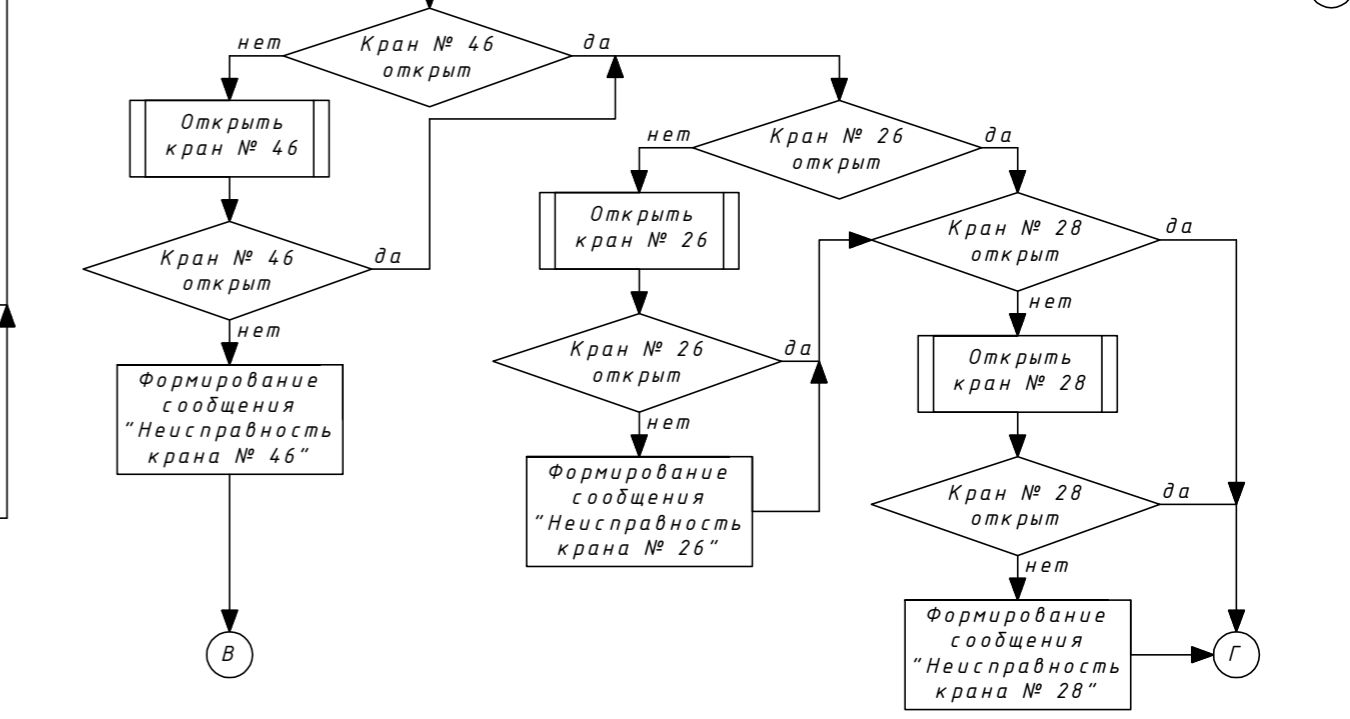 нет
Кран № 46
открыт
да
Открыть
кран № 46
Кран № 46
открыт
да
нет
Формирование
сообщения
"Неисправность
крана № 46"
В
Кран № 26
открыт
нет
да
Открыть
кран № 26
Кран № 26
открыт
да
нет
Формирование
сообщения
"Неисправность
крана № 26"
Кран № 28
открыт
да
нет
Открыть
кран № 28
Кран № 28
открыт
да
нет
Формирование
сообщения
"Неисправность
крана № 28"
Г